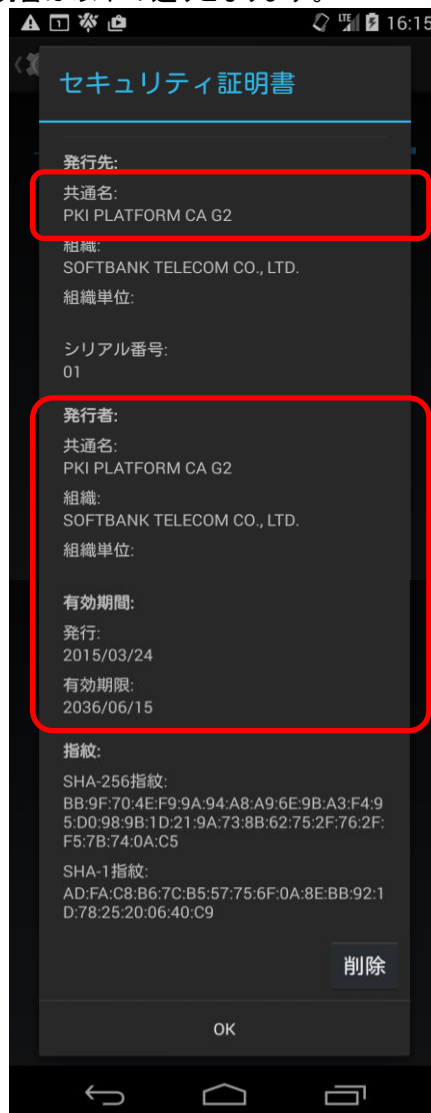 16:15
セキュリティ証明書
発行先:
共通名:
PKI PLATFORM CA G2
組織:
SOFTBANK TELECOM CO., LTD.
組織単位:
シリアル番号:
01
発行者:
共通名:
PKI PLATFORM CA G2
組織:
SOFTBANK TELECOM CO., LTD.
組織単位:
有効期間:
発行:
2015/03/24
有効期限:
2036/06/15
指紋:
SHA-256指紋:
BB:9F:70:4E:F9:9A:94:A8:A9:6E:9B:A3:F4:9
5:D0:98:9B:1D:21:9A:73:8B:62:75:2F:76:2F:
F5:7B:74:0A:C5
SHA-1指紋:
AD:FA:C8:B6:7C:B5:57:75:6F:0A:8E:BB:92:1
D:78:25:20:06:40:C9
削除
OK